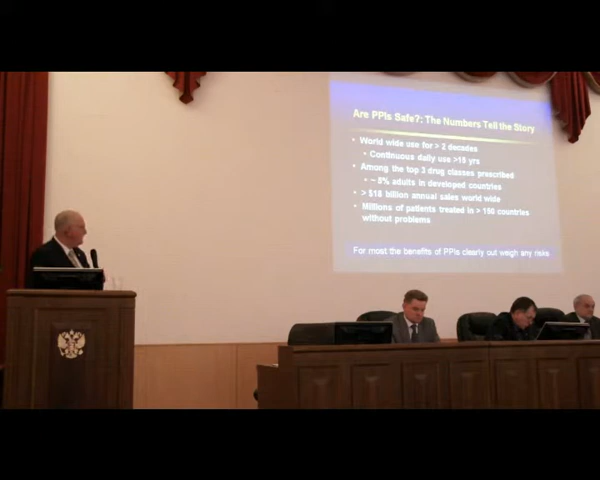 Are PPIs Safe?: The Numbers Tell the Story
• World wide use for > 2 decades
• Continuous daily use >15 yrs
• Among the top 3 drug classes prescribed
• ~ 5% adults in developed countries
• > $18 billion annual sales world wide
• Millions of patients treated in > 150 countries
without problems
For most the benefits of PPIs clearly out weigh any risks